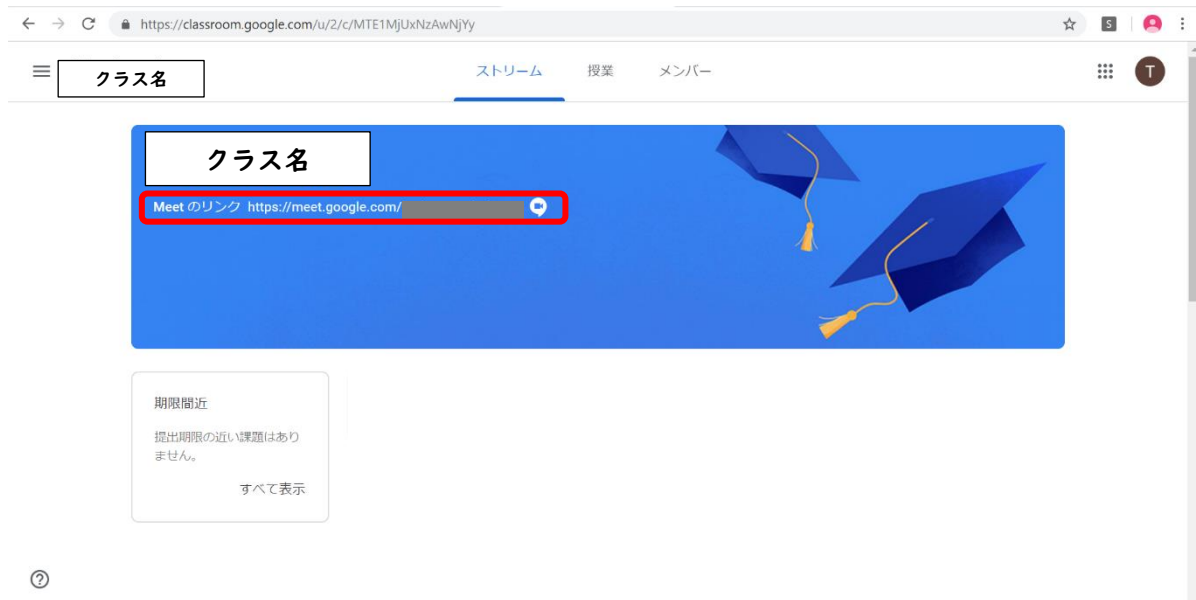 https://classroom.google.com/u/2/c/MTE1MjUxNzAwNjYy
S
クラス名
ストリーム 授業 メンバー
T
クラス名
Meet のリンク https://meet.google.com/
期限間近
提出期限の近い課題はあり
ません。
すべて表示